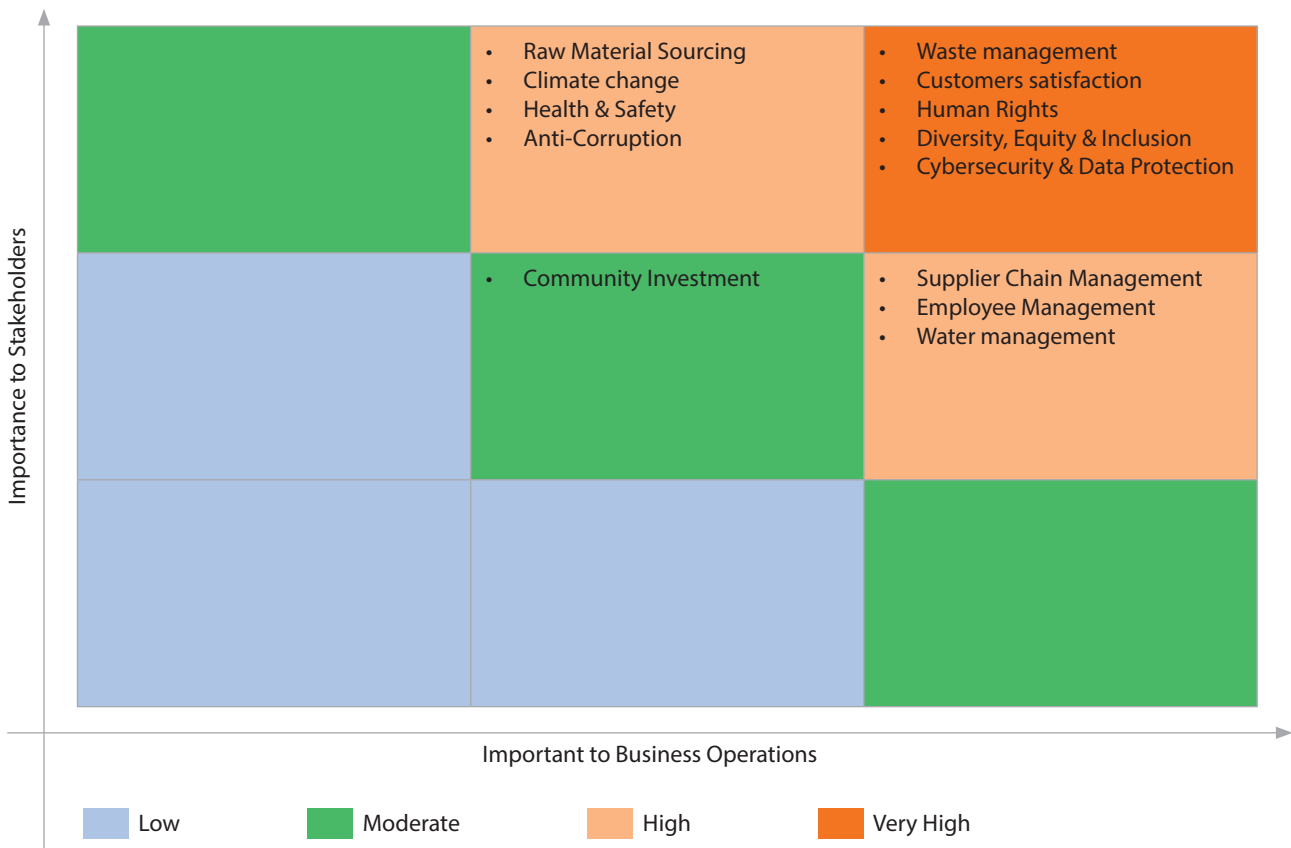 • Raw Material Sourcing
• Climate change
• Health & Safety
• Anti-Corruption
• Waste management
• Customers satisfaction
• Human Rights
• Diversity, Equity & Inclusion
• Cybersecurity & Data Protection
Importance to Stakeholders
• Community Investment
• Supplier Chain Management
• Employee Management
• Water management
Important to Business Operations
Low
Moderate
High
Very High